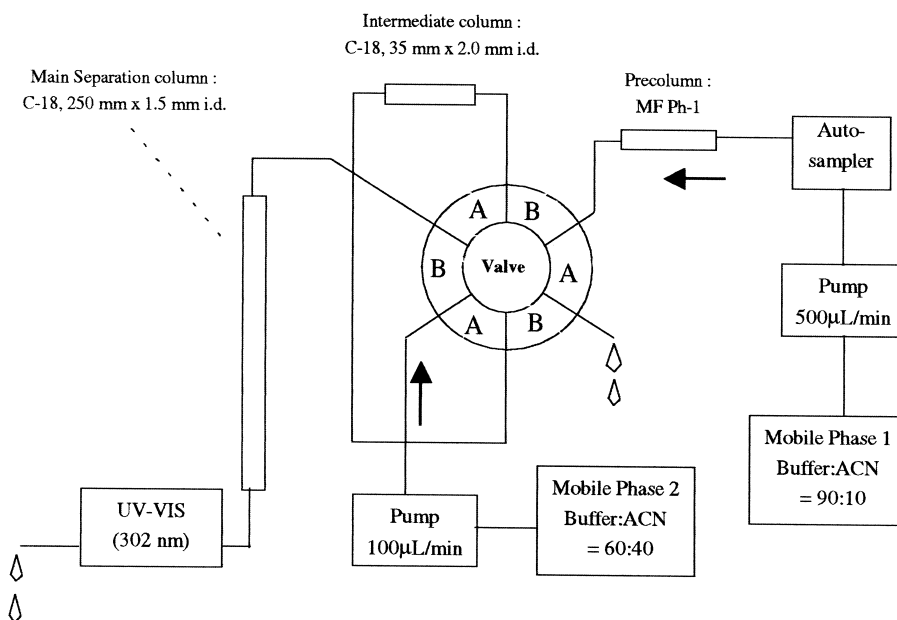 Intermediate column :
C-18, 35 mm x 2.0 mm i.d.
Main Separation column :
C-18, 250 mm x 1.5 mm i.d.
Precolumn :
MF Ph-1
Auto-
sampler
A
B
B
Valve
A
A
B
Pump
500μL/min
Mobile Phase 1
Buffer:ACN
= 90:10
UV-VIS
(302 nm)
Pump
100μL/min
Mobile Phase 2
Buffer:ACN
= 60:40